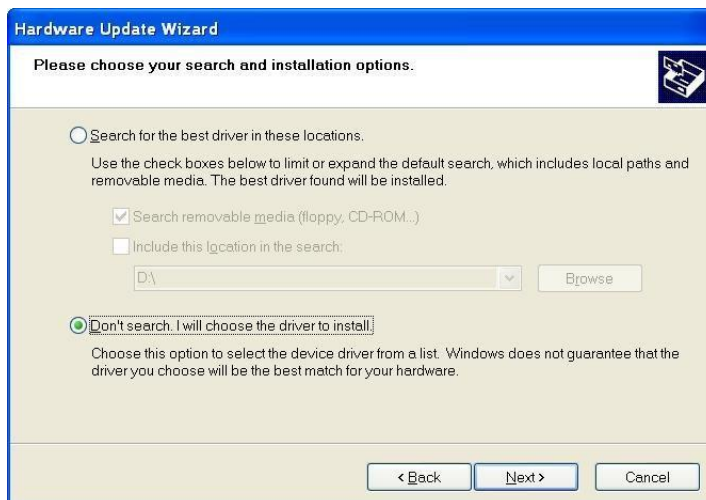 Hardware Update Wizard
Please choose your search and installation options.
Search for the best driver in these locations.
Use the check boxes below to limit or expand the default search, which includes local paths and
removable media. The best driver found will be installed.
Search removable media (floppy, CD-ROM...)
Include this location in the search:
D:\
Browse
Don't search. I will choose the driver to install.
Choose this option to select the device driver from a list. Windows does not guarantee that the
driver you choose will be the best match for your hardware.
< Back
Next >
Cancel